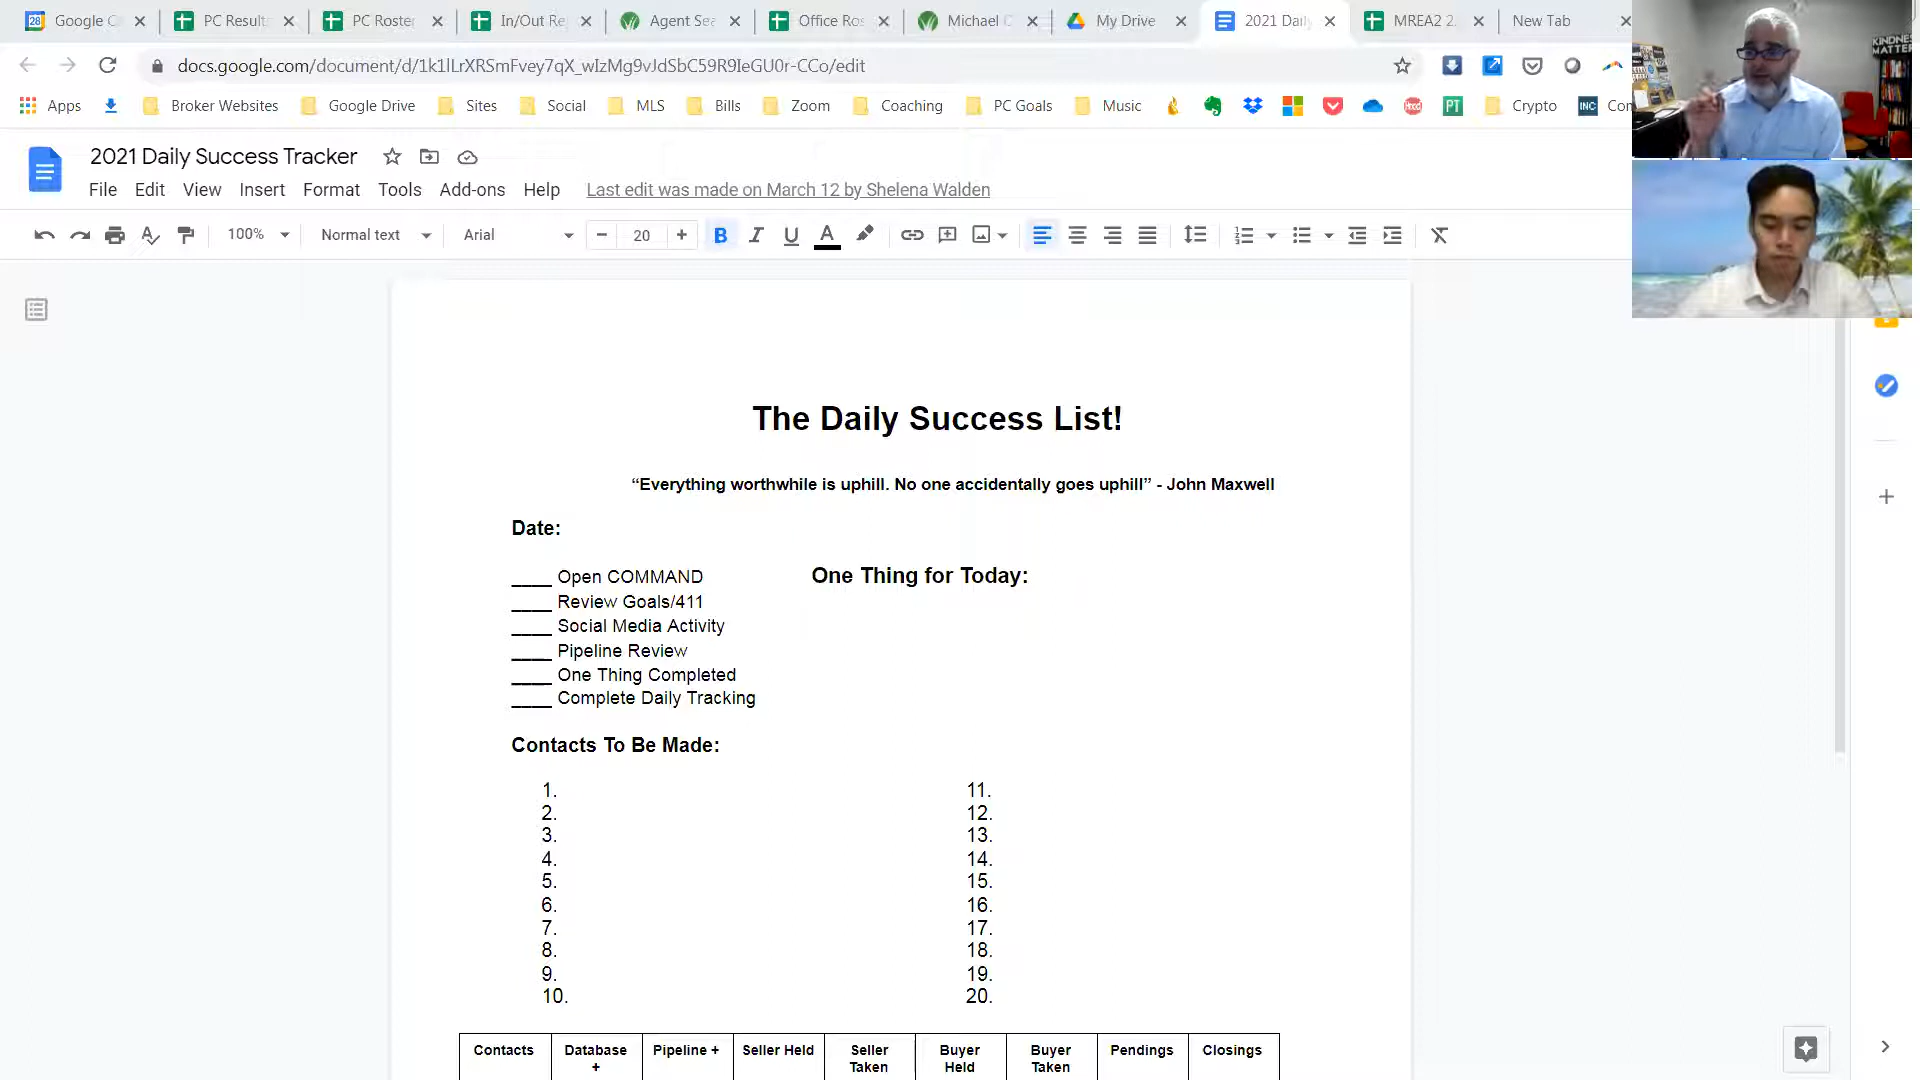 Google C
PC Result
PC Roster
In/Out Re
Agent Sea
Office Ros
Michael C
My Drive
2021 Daily
MREA2 2
New Tab
docs.google.com/document/d/1k1lLrXRSmFvey7qX_wIzMg9vJdSbC59R9IeGU0r-CCo/edit
Apps
Broker Websites
Google Drive
Sites
Social
MLS
Bills
Zoom
Coaching
PC Goals
Music
Crypto
INC
KINDNESS
MATTERS
2021 Daily Success Tracker
File Edit View Insert Format Tools Add-ons Help Last edit was made on March 12 by Shelena Walden
100% Normal text Arial 20 B I U A
The Daily Success List!
“Everything worthwhile is uphill. No one accidentally goes uphill” - John Maxwell
Date:
____ Open COMMAND
One Thing for Today:
____ Review Goals/411
____ Social Media Activity
____ Pipeline Review
____ One Thing Completed
____ Complete Daily Tracking
Contacts To Be Made:
1. 11.
2. 12.
3. 13.
4. 14.
5. 15.
6. 16.
7. 17.
8. 18.
9. 19.
10. 20.
Contacts
Database +
Pipeline +
Seller Held
Seller Taken
Buyer Held
Buyer Taken
Pendings
Closings